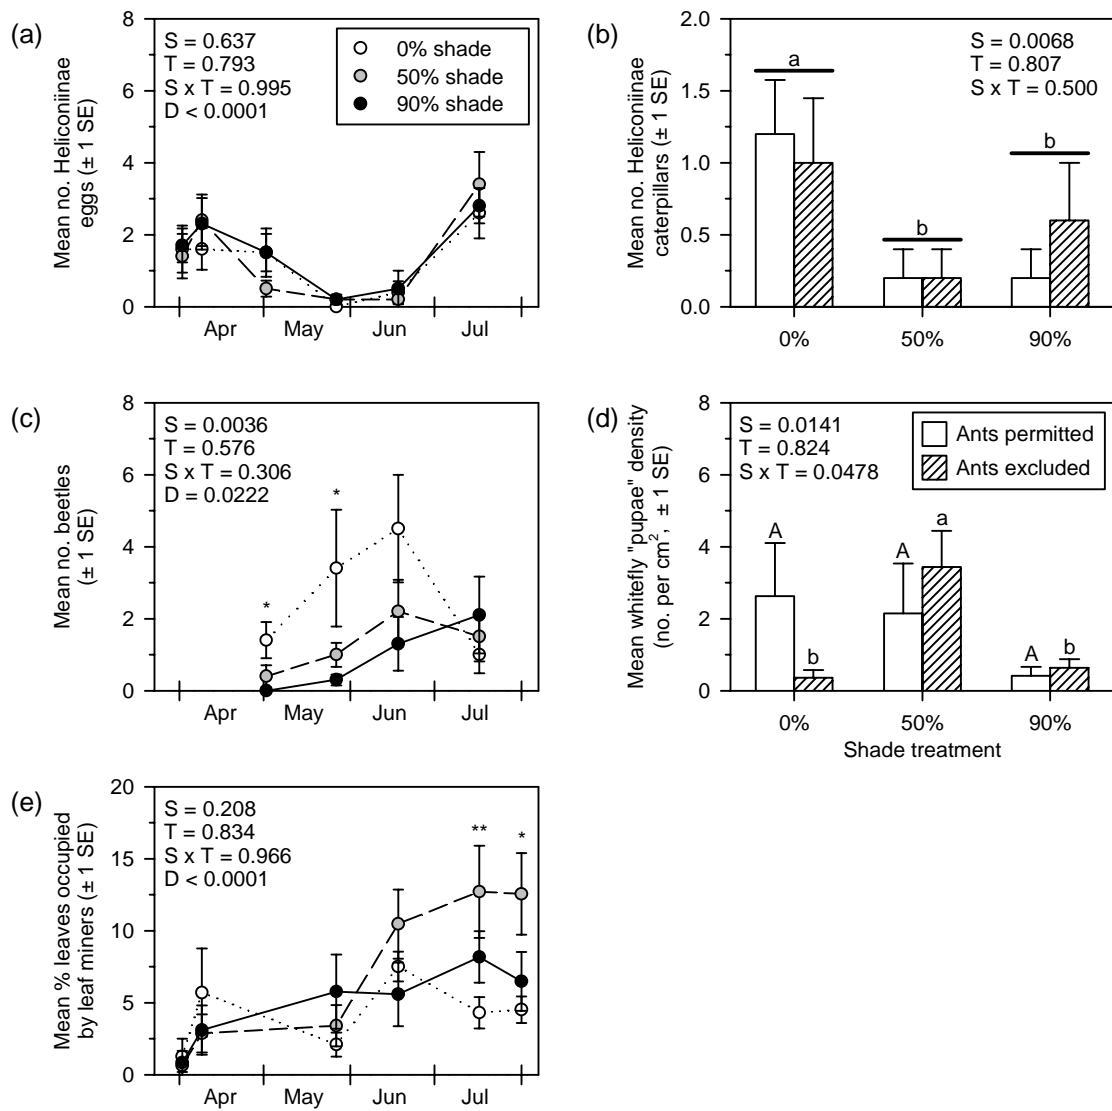 (a)
Mean no. Heliconiinae
eggs (± 1 SE)
8
6
4
2
0
S = 0.637
T = 0.793
S x T = 0.995
D < 0.0001
0% shade
50% shade
90% shade
Apr May Jun Jul
(b)
Mean no. Heliconiinae
caterpillars (± 1 SE)
2.0
1.5
1.0
0.5
0.0
S = 0.0068
T = 0.807
S x T = 0.500
a
b
b
0% 50% 90%
(c)
Mean no. beetles
(± 1 SE)
8
6
4
2
0
S = 0.0036
T = 0.576
S x T = 0.306
D = 0.0222
*
*
Apr May Jun Jul
(d)
Mean whitefly "pupae" density
(no. per cm², ± 1 SE)
8
6
4
2
0
S = 0.0141
T = 0.824
S x T = 0.0478
Ants permitted
Ants excluded
A b A a A b
0% 50% 90%
Shade treatment
(e)
Mean % leaves occupied
by leaf miners (± 1 SE)
20
15
10
5
0
S = 0.208
T = 0.834
S x T = 0.966
D < 0.0001
** *
Apr May Jun Jul